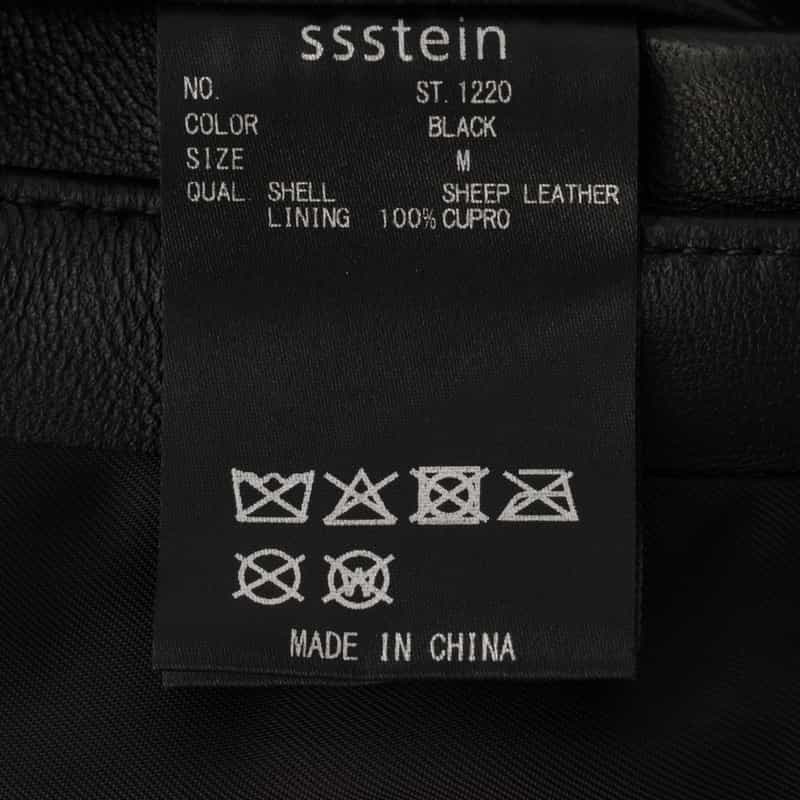 ssstein
NO. ST. 1220
COLOR BLACK
SIZE M
QUAL SHELL SHEEP LEATHER
LINING 100% CUPRO
W
MADE IN CHINA